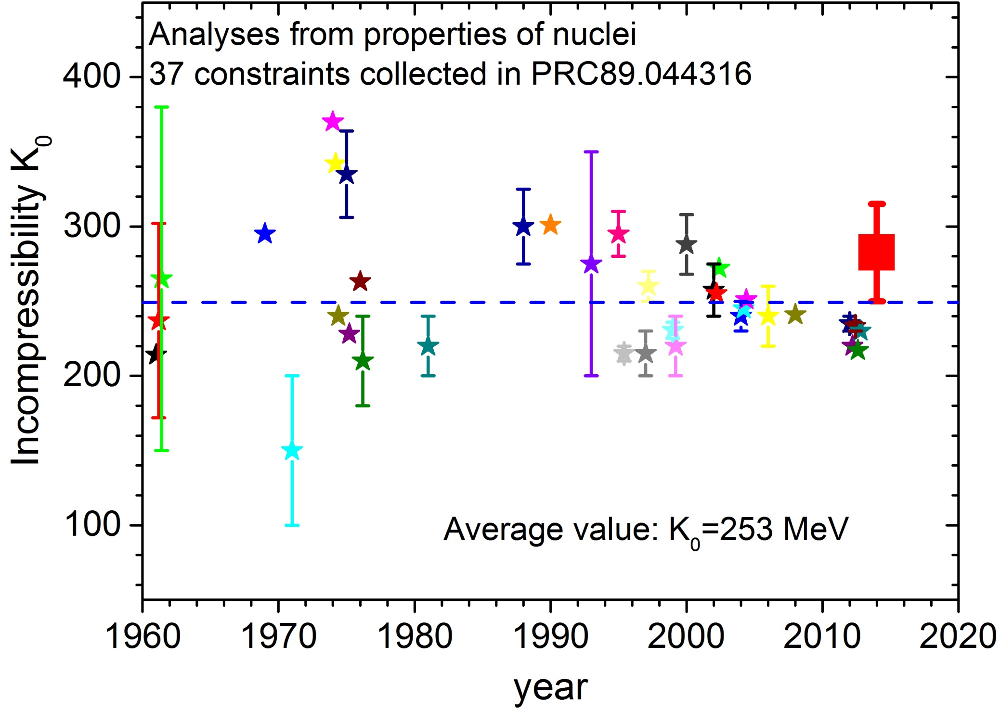 Analyses from properties of nuclei
37 constraints collected in PRC89.044316
400
300
200
100
Incompressibility K₀
Average value: K₀=253 MeV
1960 1970 1980 1990 2000 2010 2020
year